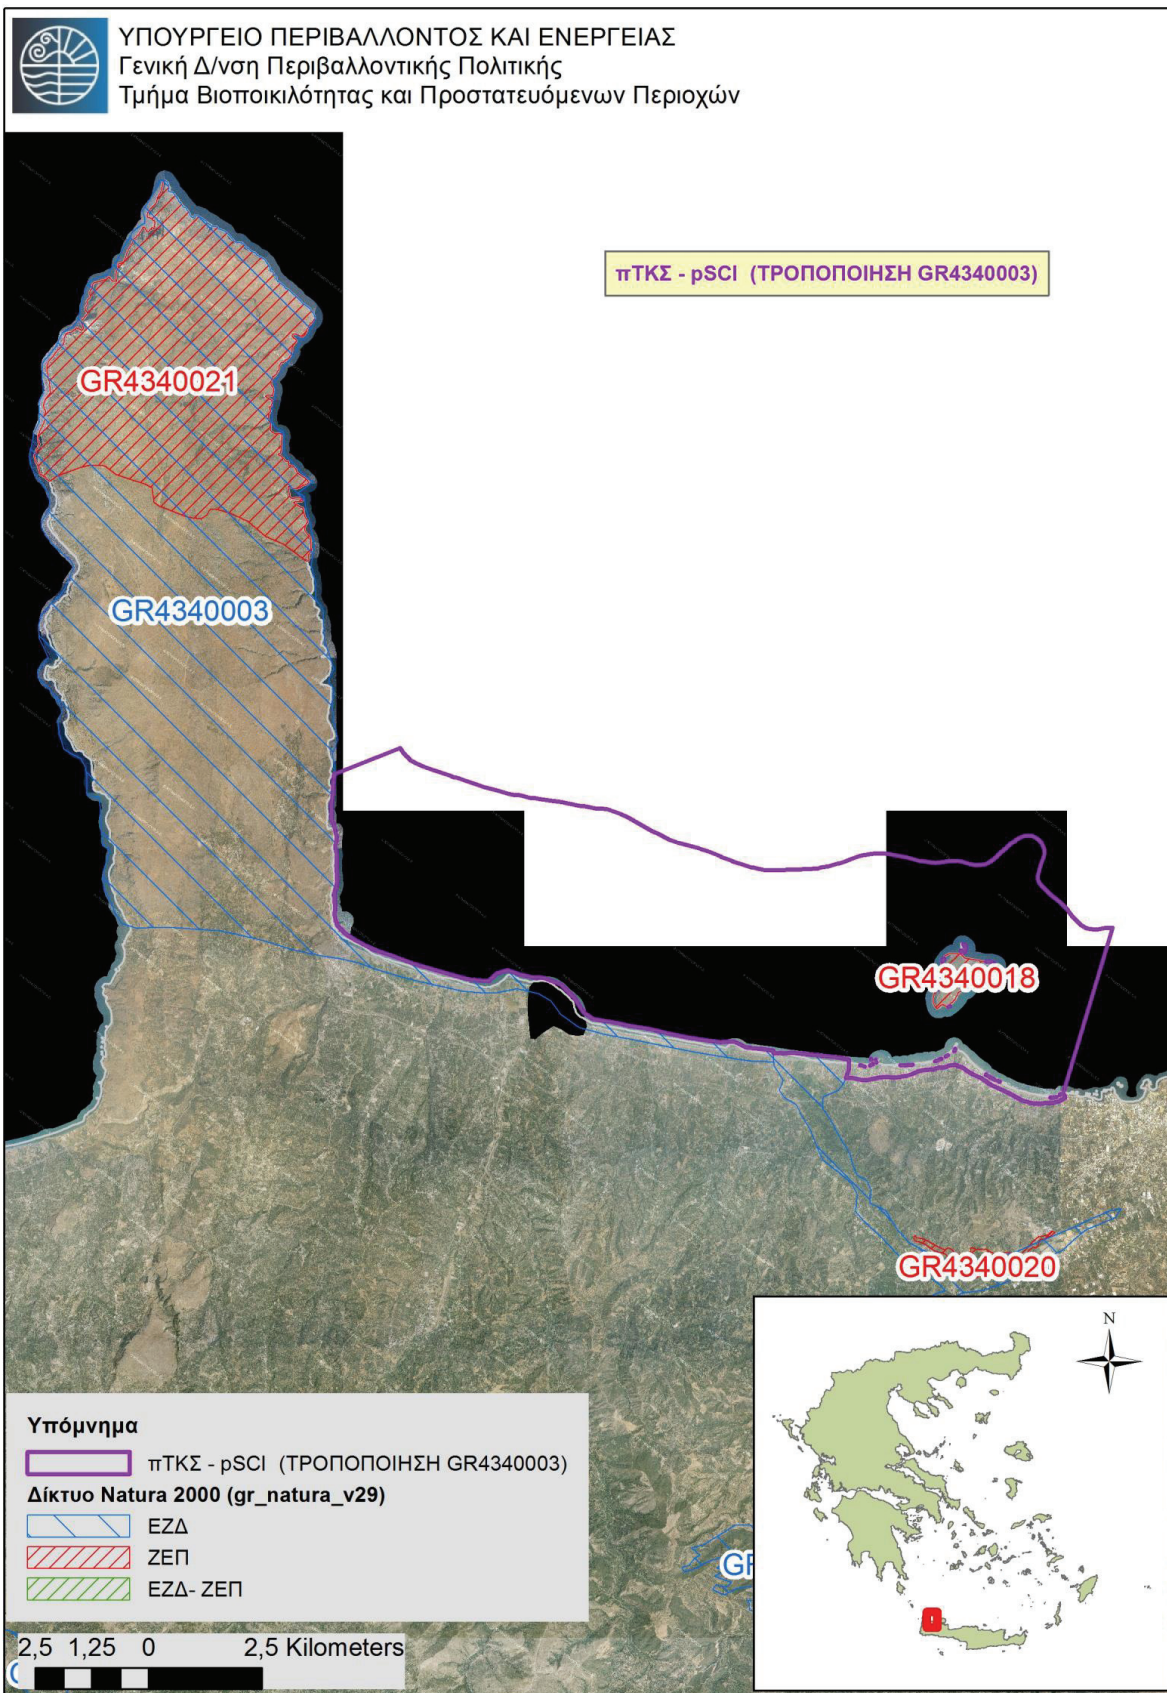 ΥΠΟΥΡΓΕΙΟ ΠΕΡΙΒΑΛΛΟΝΤΟΣ ΚΑΙ ΕΝΕΡΓΕΙΑΣ
Γενική Δ/νση Περιβαλλοντικής Πολιτικής
Τμήμα Βιοποικιλότητας και Προστατευόμενων Περιοχών
πΤΚΣ - pSCI (ΤΡΟΠΟΠΟΙΗΣΗ GR4340003)
GR4340021
GR4340003
GR4340018
GR4340020
N
Υπόμνημα
πΤΚΣ - pSCI (ΤΡΟΠΟΠΟΙΗΣΗ GR4340003)
Δίκτυο Natura 2000 (gr_natura_v29)
ΕΖΔ
ΖΕΠ
ΕΖΔ- ΖΕΠ
GR
2,5 1,25 0 2,5 Kilometers